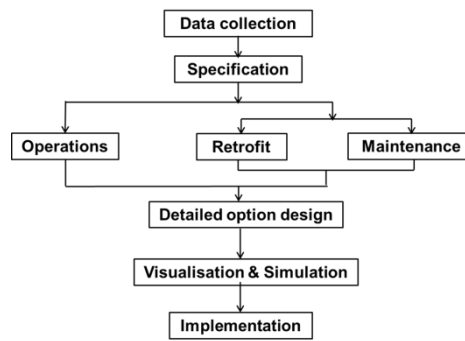 Data collection
Specification
Operations
Retrofit
Maintenance
Detailed option design
Visualisation & Simulation
Implementation